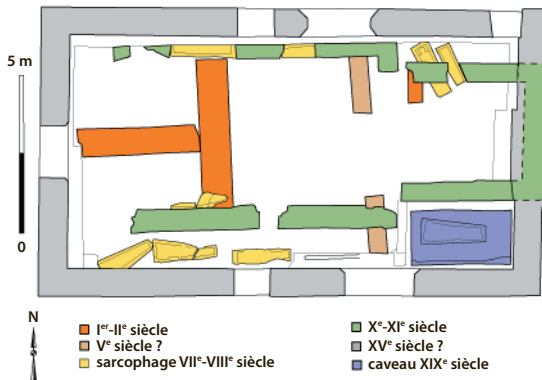 5 m
0
N
Ier-IIe siècle
Ve siècle ?
sarcophage VIIe-VIIIe siècle
Xe-XIe siècle
XVe siècle ?
caveau XIXe siècle